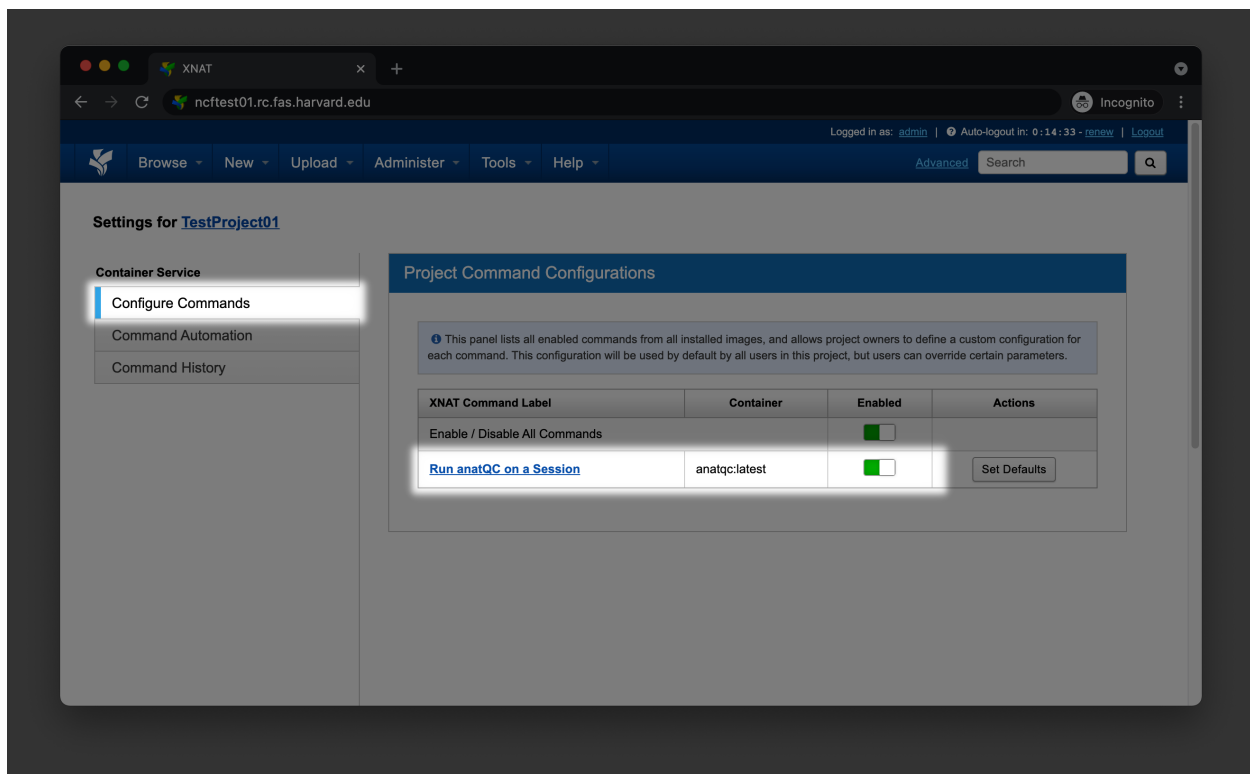 XNAT
ncftest01.rc.fas.harvard.edu
Incognito
Logged in as: admin | Auto-logout in: 0:14:33 - renew | Logout
Browse New Upload Administer Tools Help Advanced Search
Settings for TestProject01
Container Service
Configure Commands
Command Automation
Command History
Project Command Configurations
This panel lists all enabled commands from all installed images, and allows project owners to define a custom configuration for
each command. This configuration will be used by default by all users in this project, but users can override certain parameters.
XNAT Command Label Container Enabled Actions
Enable / Disable All Commands
Run anatQC on a Session anatqc:latest Set Defaults